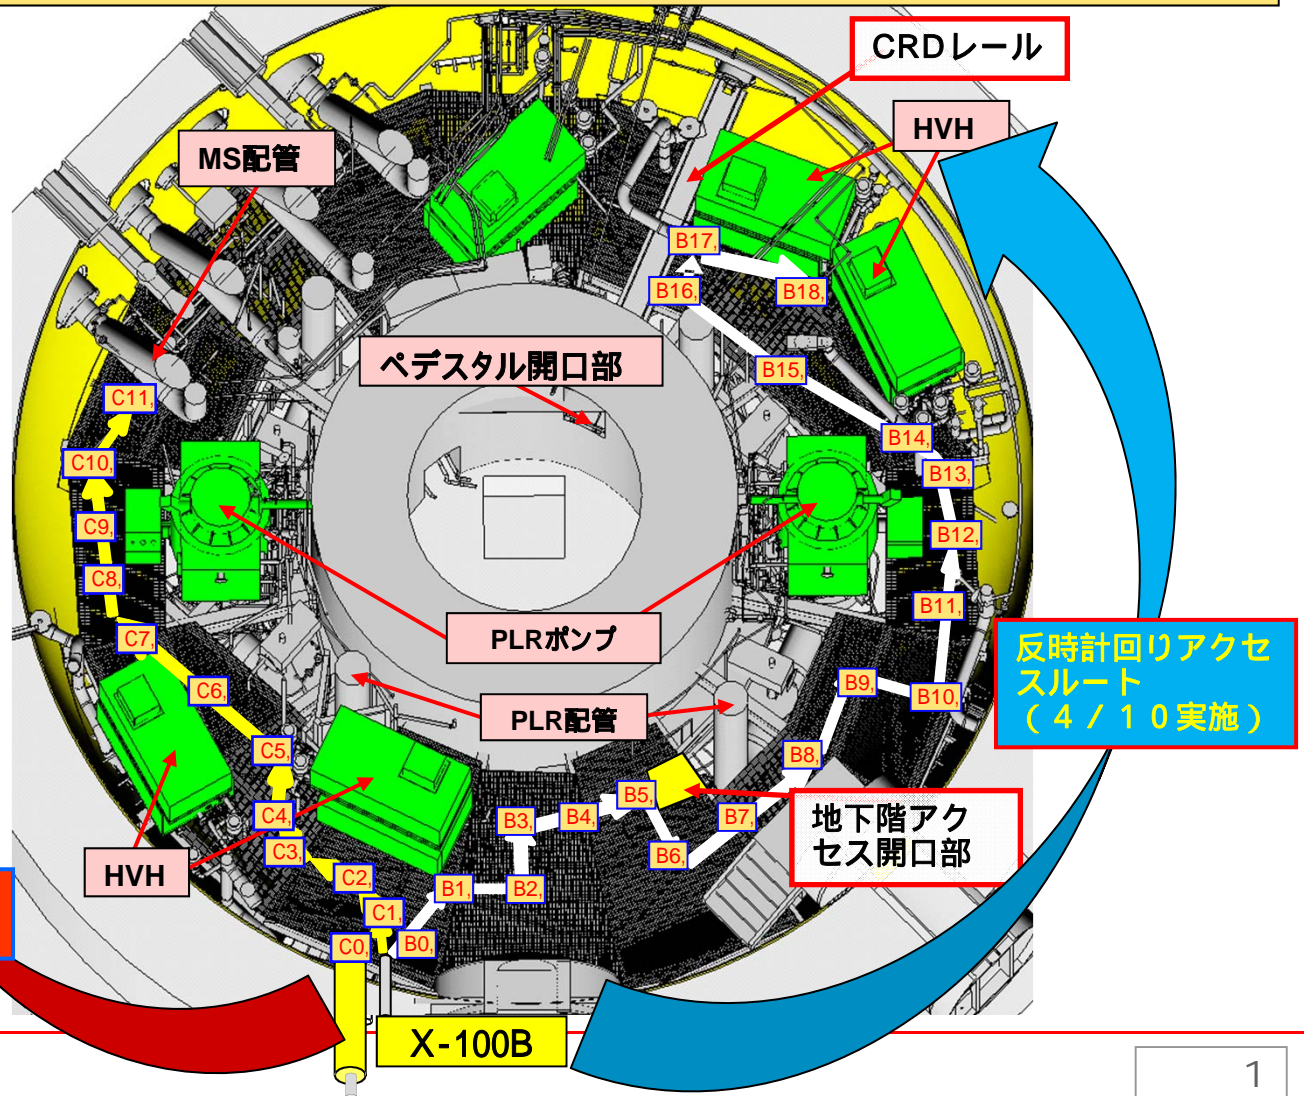 CRDレール
HVH
MS配管
B17,
B16,
B18,
ペデスタル開口部
B15,
C11,
B14,
C10,
B13,
C9,
B12,
C8,
B11,
C7,
PLRポンプ
反時計回りアクセ
スルート
（４／１０実施）
C6,
B9,
B10,
PLR配管
C5,
B8,
B5,
C4,
B3,
B4,
B7,
地下階アク
セス開口部
C3,
B6,
HVH
C2,
B1,
B2,
C1,
C0,
B0,
X-100B
1